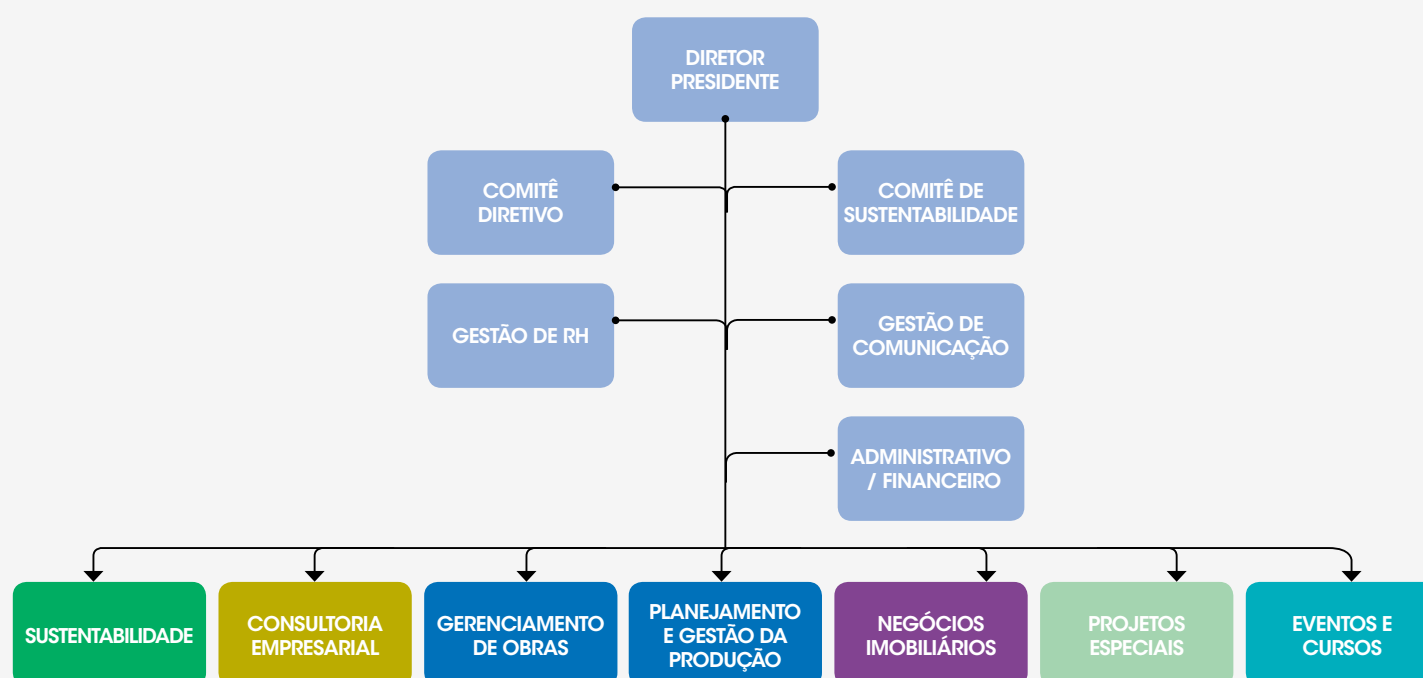 DIRETOR
PRESIDENTE
COMITÊ
DIRETIVO
COMITÊ DE
SUSTENTABILIDADE
GESTÃO DE RH
GESTÃO DE
COMUNICAÇÃO
ADMINISTRATIVO
/ FINANCEIRO
SUSTENTABILIDADE
CONSULTORIA
EMPRESARIAL
GERENCIAMENTO
DE OBRAS
PLANEJAMENTO
E GESTÃO DA
PRODUÇÃO
NEGÓCIOS
IMOBILIÁRIOS
PROJETOS
ESPECIAIS
EVENTOS E
CURSOS